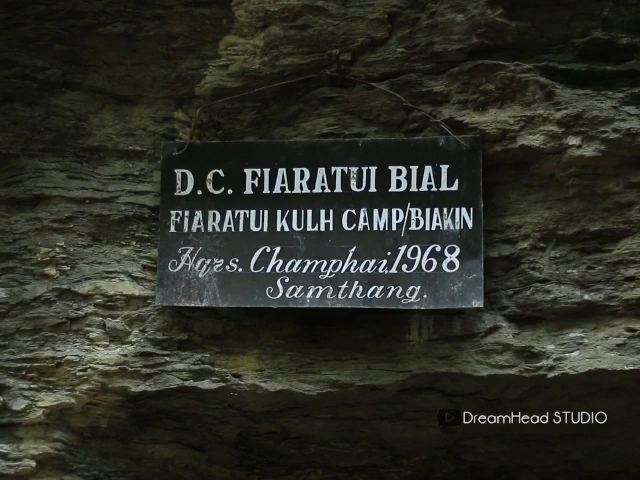 D.C. FIARATUI BIAL
FIARATUI KULH CAMP/BIAKIN
Hqrs. Champhai.1968
Samthang.
DreamHead STUDIO